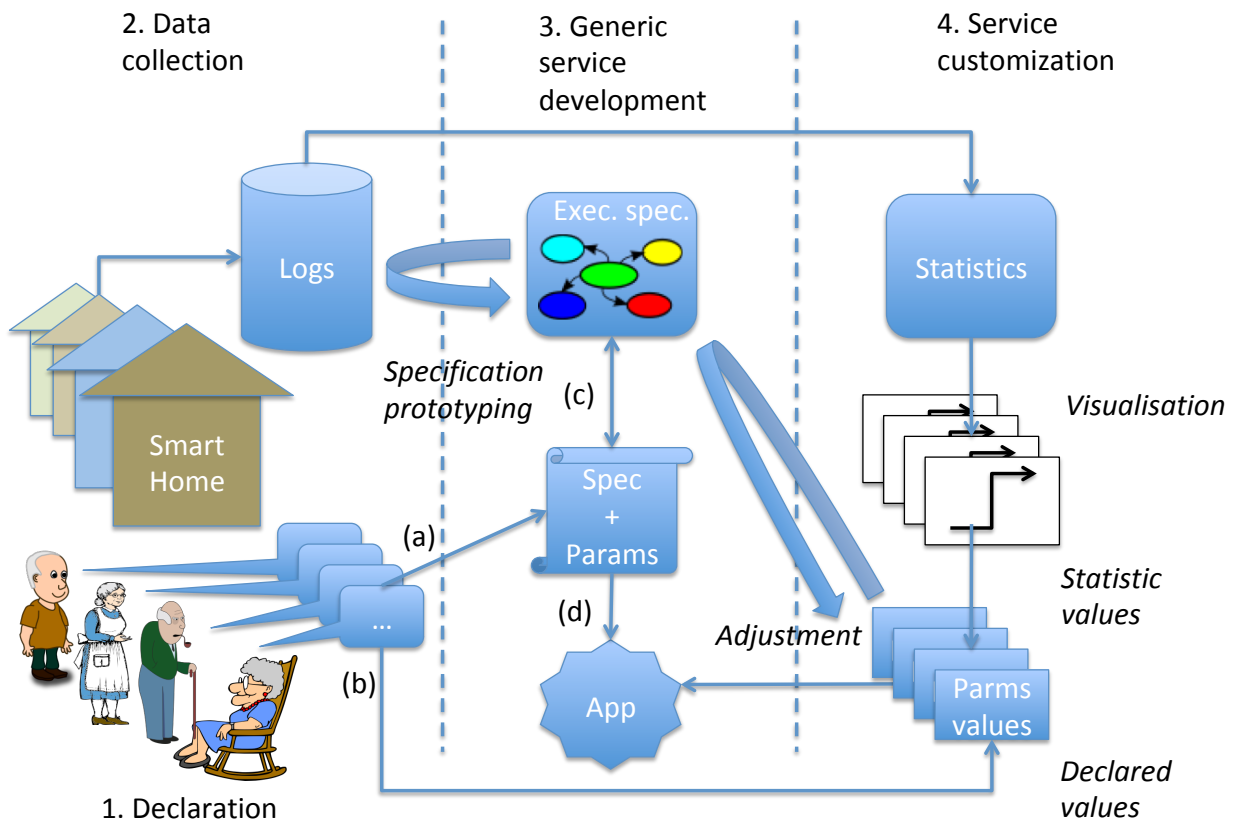 2. Data
collection
3. Generic
service
development
4. Service
customization
Logs
Exec. spec.
Statistics
Smart
Home
Specification
prototyping
(c)
Visualisation
Spec
+
Params
(a)
...
(b)
(d)
Adjustment
Statistic
values
App
Parms
values
Declared
values
1. Declaration